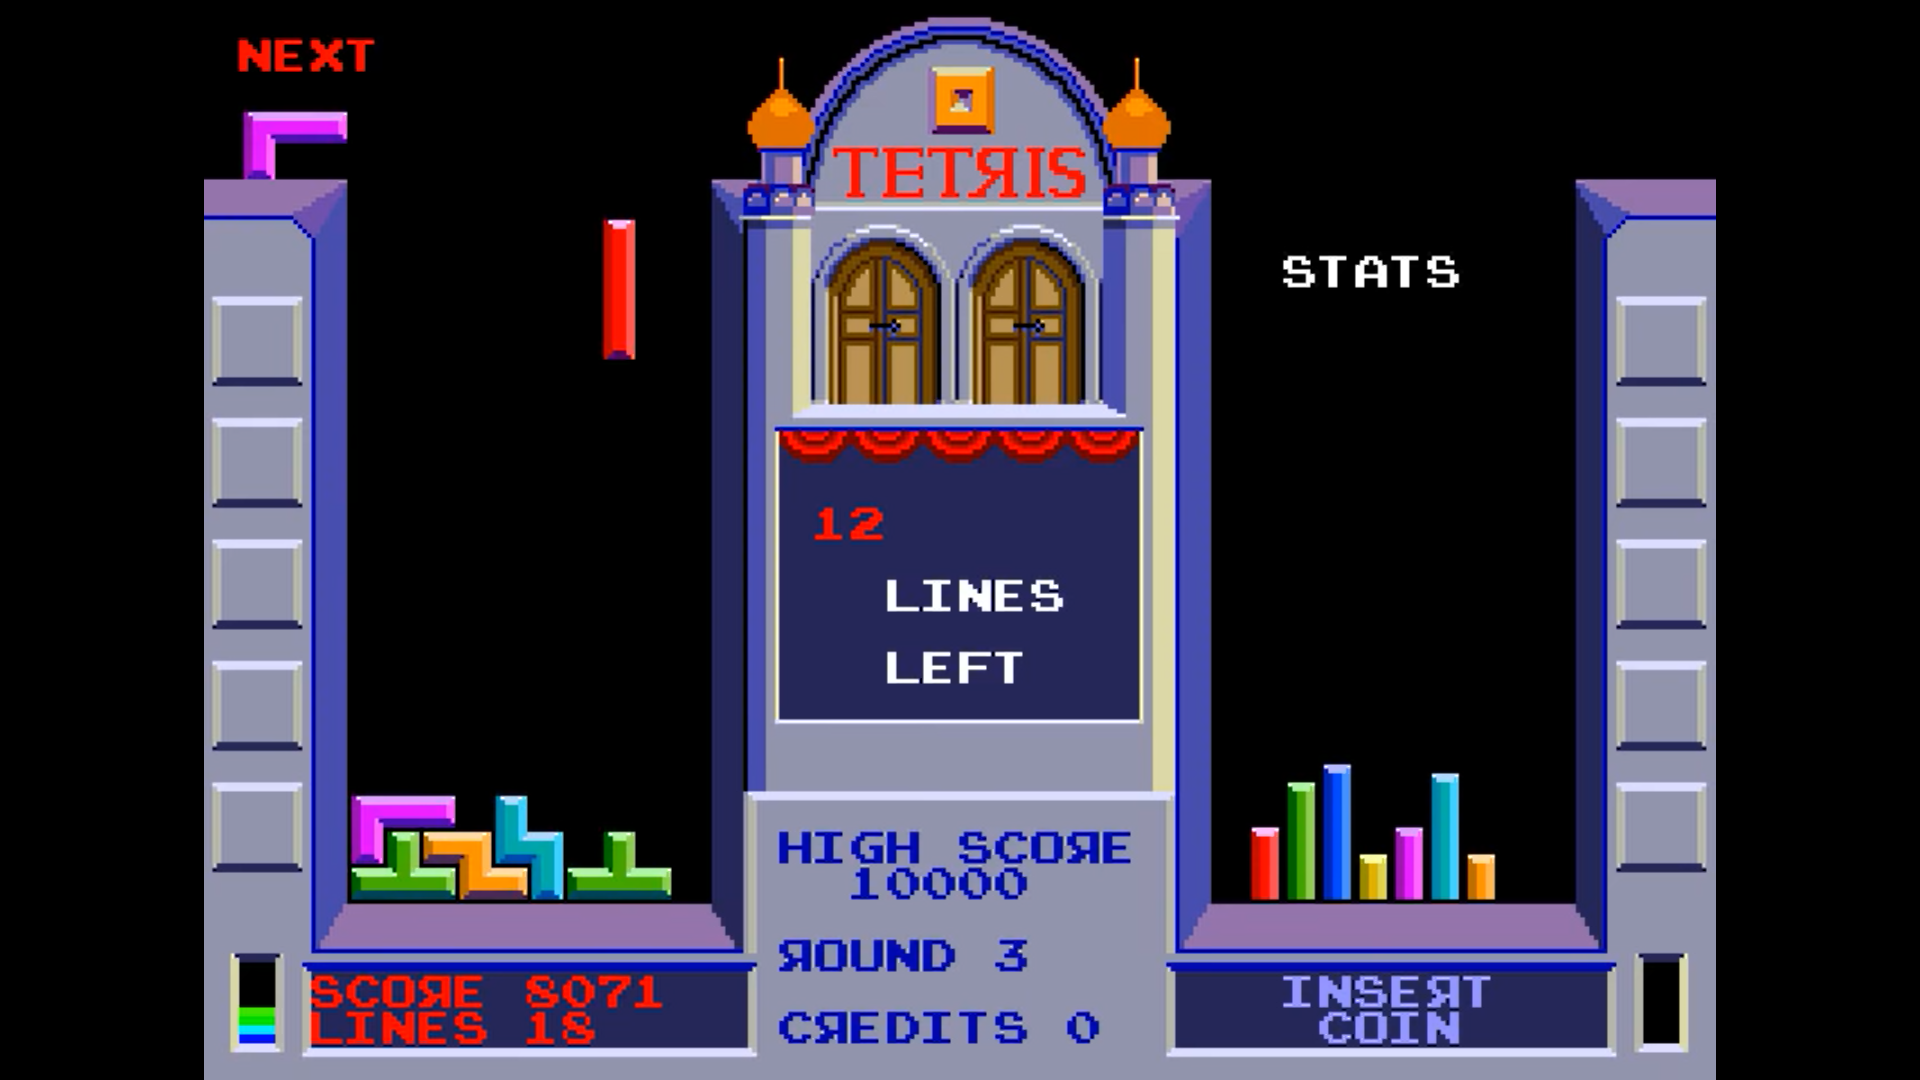 NEXT
TETЯIS
STATS
12
LINES
LEFT
HIGH SCOЯE
10000
ЯOUND 3
CЯEDITS 0
SCOЯE 8071
LINES 18
INSEЯT
COIN